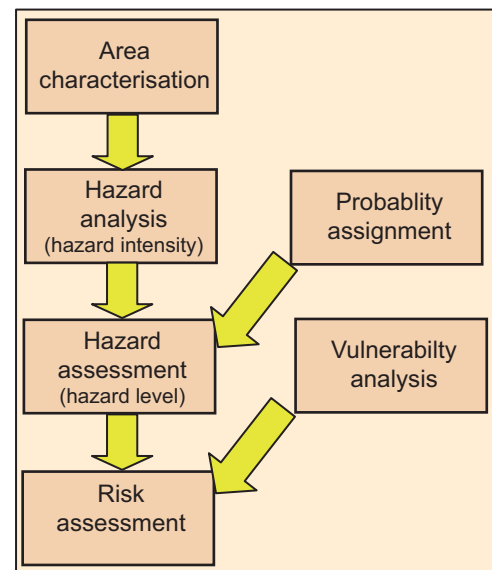 Area
characterisation
Hazard
analysis
(hazard intensity)
Probablity
assignment
Hazard
assessment
(hazard level)
Vulnerabilty
analysis
Risk
assessment